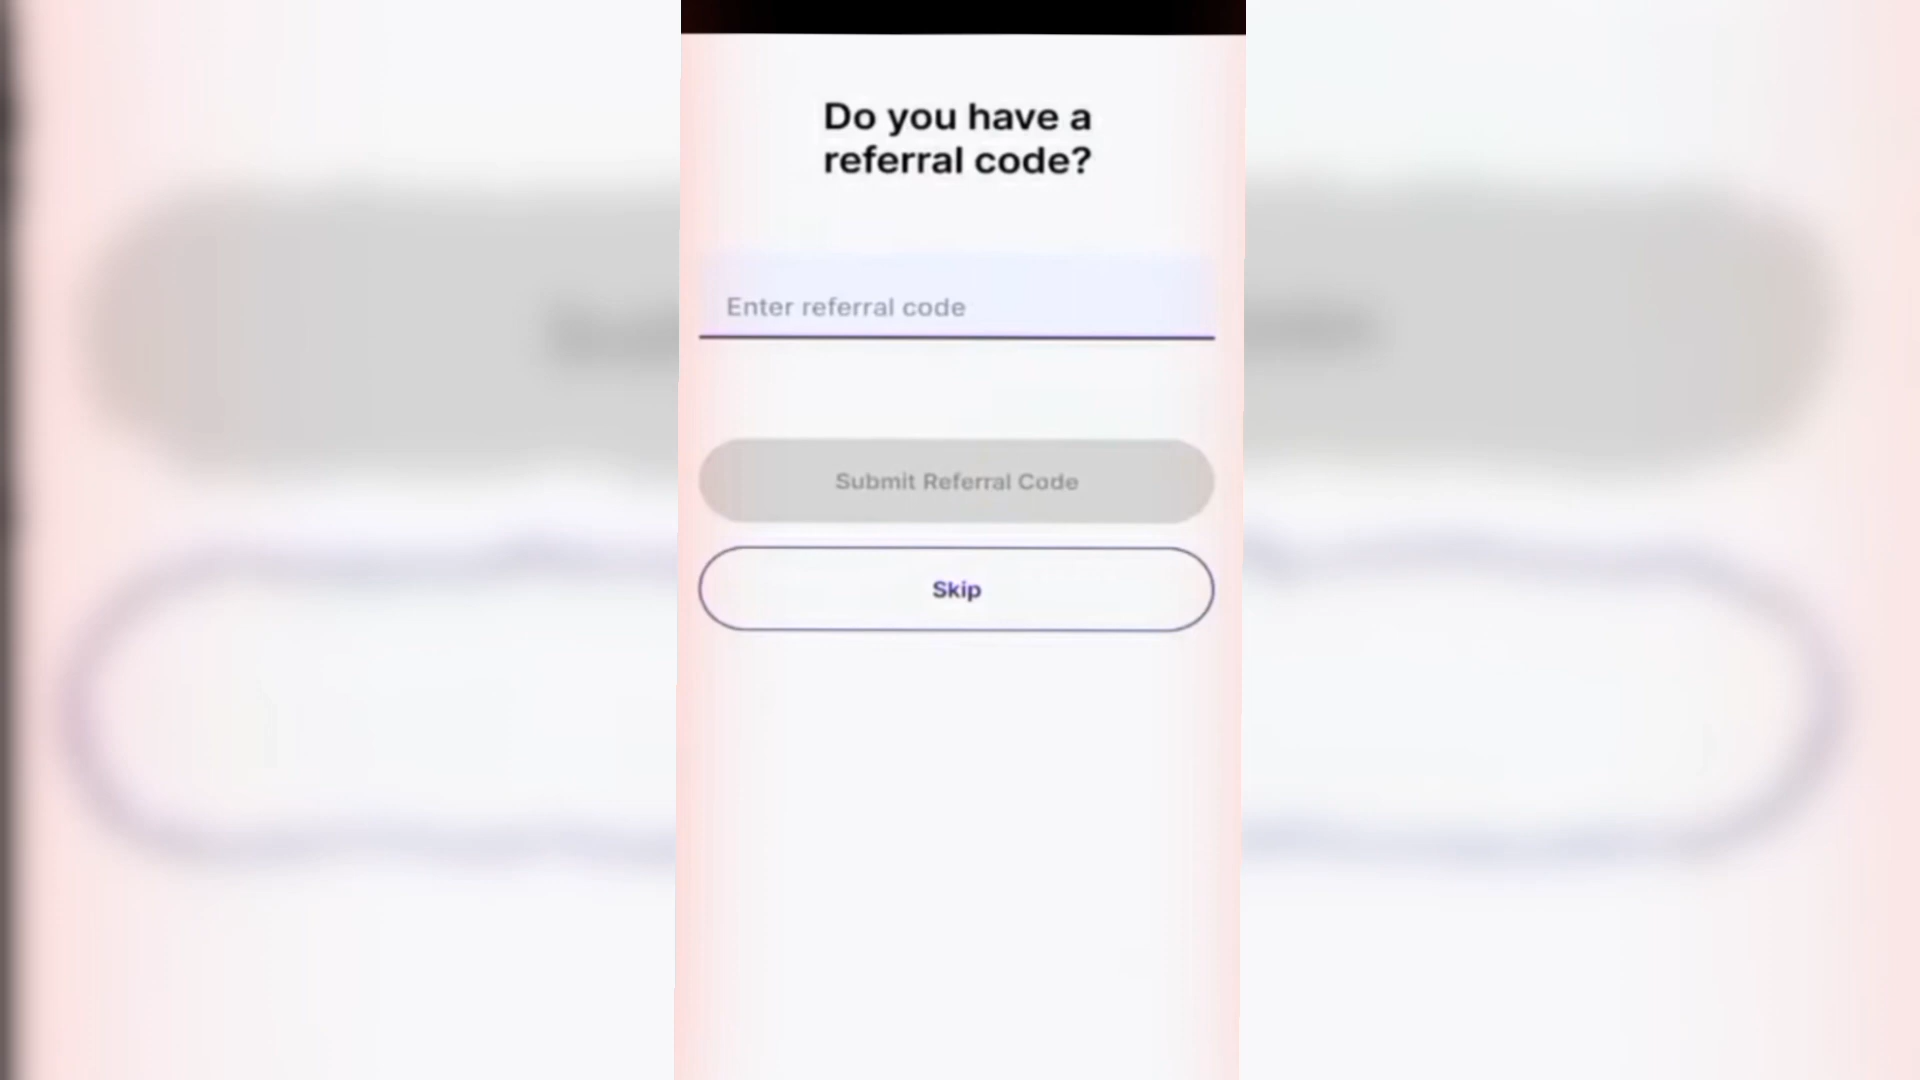 Do you have a
referral code?
Enter referral code
Submit Referral Code
Skip